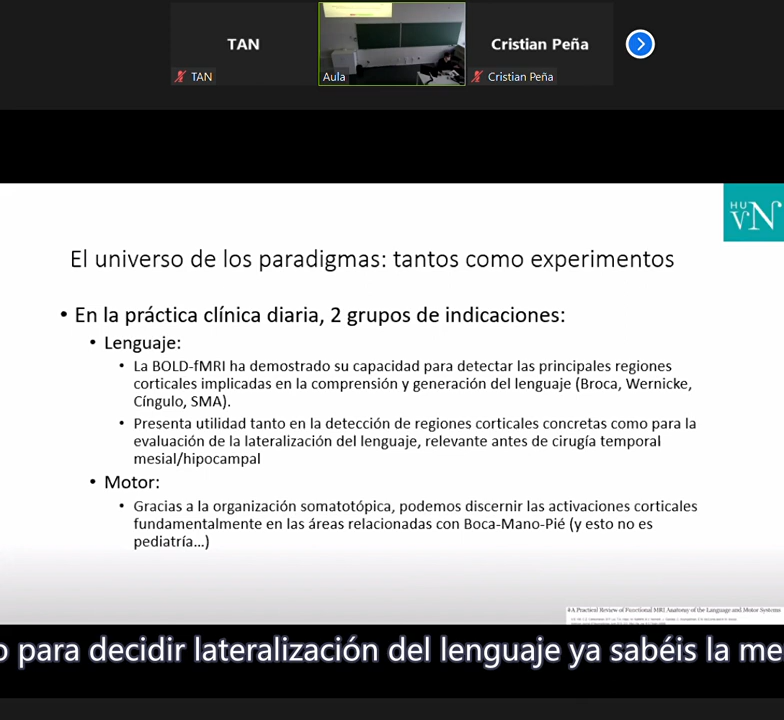 TAN
Cristian Peña
TAN
Aula
Cristian Peña
HU
VN
El universo de los paradigmas: tantos como experimentos
• En la práctica clínica diaria, 2 grupos de indicaciones:
• Lenguaje:
• La BOLD-fMRI ha demostrado su capacidad para detectar las principales regiones
corticales implicadas en la comprensión y generación del lenguaje (Broca, Wernicke,
Cíngulo, SMA).
• Presenta utilidad tanto en la detección de regiones corticales concretas como para la
evaluación de la lateralización del lenguaje, relevante antes de cirugía temporal
mesial/hipocampal
• Motor:
• Gracias a la organización somatotópica, podemos discernir las activaciones corticales
fundamentalmente en las áreas relacionadas con Boca-Mano-Pié (y esto no es
pediatría...)
A Practical Review of Functional MRI Anatomy of the Language and Motor Systems
o para decidir lateralización del lenguaje ya sabéis la me